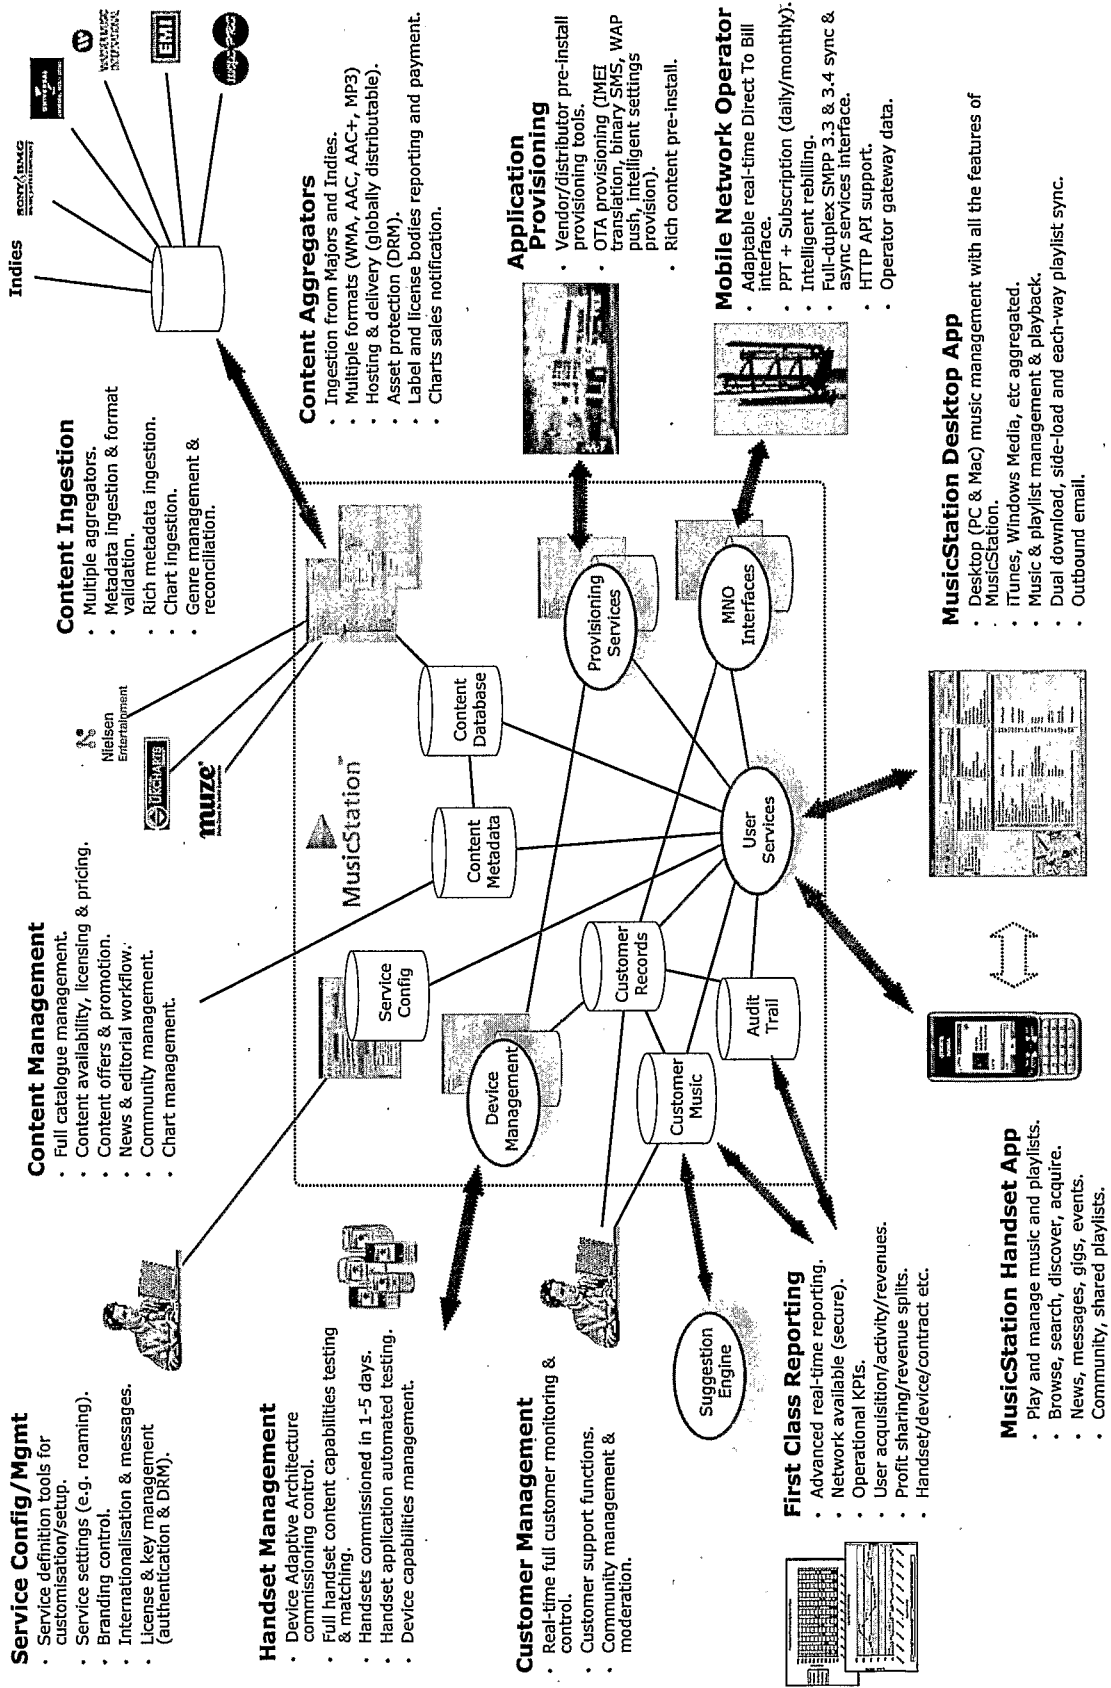 Service Config/Mgmt
· Service definition tools for
customisation/setup.
· Service settings (e.g. roaming).
· Branding control.
· Internationalisation & messages.
· License & key management
(authentication & DRM).
Content Management
· Full catalogue management.
· Content availability, licensing & pricing.
· Content offers & promotion.
· News & editorial workflow.
· Community management.
· Chart management.
Nielsen
Entertainment
UKCHARTS
muze
Content Ingestion
· Multiple aggregators.
· Metadata ingestion & format
validation.
· Rich metadata ingestion.
· Chart ingestion.
· Genre management &
reconciliation.
Indies
SONY BMG
UNIVERSAL
EMI
Handset Management
· Device Adaptive Architecture
commissioning control.
· Full handset content capabilities testing
& matching.
· Handsets commissioned in 1-5 days.
· Handset application automated testing.
· Device capabilities management.
MusicStation™
Service
Config
Content
Metadata
Content
Database
Device
Management
Customer
Records
Provisioning
Services
Customer
Music
Audit
Trail
User
Services
MNO
Interfaces
Content Aggregators
· Ingestion from Majors and Indies.
· Multiple formats (WMA, AAC, AAC+, MP3)
· Hosting & delivery (globally distributable).
· Asset protection (DRM).
· Label and license bodies reporting and payment.
· Charts sales notification.
Customer Management
· Real-time full customer monitoring &
control.
· Customer support functions.
· Community management &
moderation.
Suggestion
Engine
Application
Provisioning
· Vendor/distributor pre-install
provisioning tools.
· OTA provisioning (IMEI
translation, binary SMS, WAP
push, intelligent settings
provision).
· Rich content pre-install.
Mobile Network Operator
· Adaptable real-time Direct To Bill
interface.
· PPT + Subscription (daily/monthly).
· Intelligent rebilling.
· Full-duplex SMPP 3.3 & 3.4 sync &
async services interface.
· HTTP API support.
· Operator gateway data.
First Class Reporting
· Advanced real-time reporting.
· Network available (secure).
· Operational KPIs.
· User acquisition/activity/revenues.
· Profit sharing/revenue splits.
· Handset/device/contract etc.
MusicStation Handset App
· Play and manage music and playlists.
· Browse, search, discover, acquire.
· News, messages, gigs, events.
· Community, shared playlists.
MusicStation Desktop App
· Desktop (PC & Mac) music management with all the features of
MusicStation.
· iTunes, Windows Media, etc aggregated.
· Music & playlist management & playback.
· Dual download, side-load and each-way playlist sync.
· Outbound email.